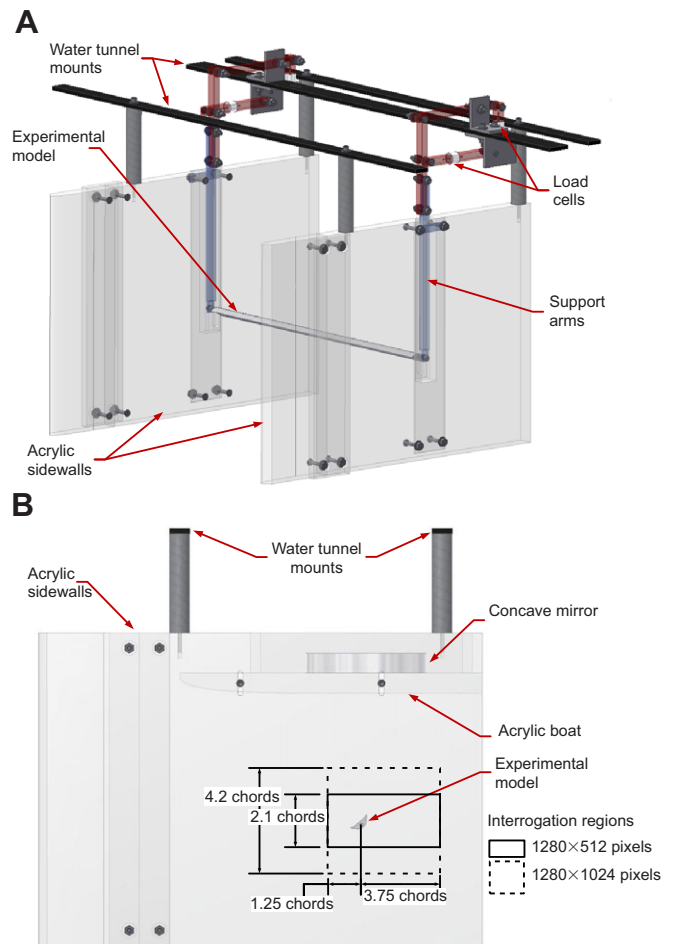 A
Water tunnel
mounts
Experimental
model
Load
cells
Support
arms
Acrylic
sidewalls
B
Water tunnel
mounts
Acrylic
sidewalls
Concave mirror
Acrylic boat
Experimental
model
4.2 chords
2.1 chords
Interrogation regions
1280×512 pixels
1280×1024 pixels
1.25 chords
3.75 chords